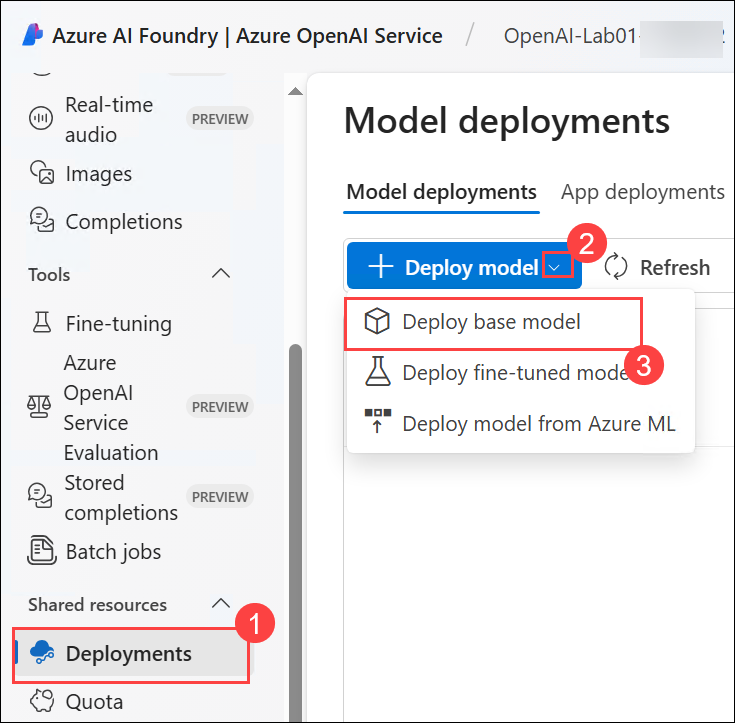 Azure AI Foundry | Azure OpenAI Service / OpenAI-Lab01-
Real-time
audio
PREVIEW
Images
Completions
Tools
Fine-tuning
Azure
OpenAI
Service
Evaluation
PREVIEW
Stored
completions
PREVIEW
Batch jobs
Shared resources
1
Deployments
Quota
Model deployments
Model deployments App deployments
2
+ Deploy model Refresh
Deploy base model
3
Deploy fine-tuned mode
Deploy model from Azure ML